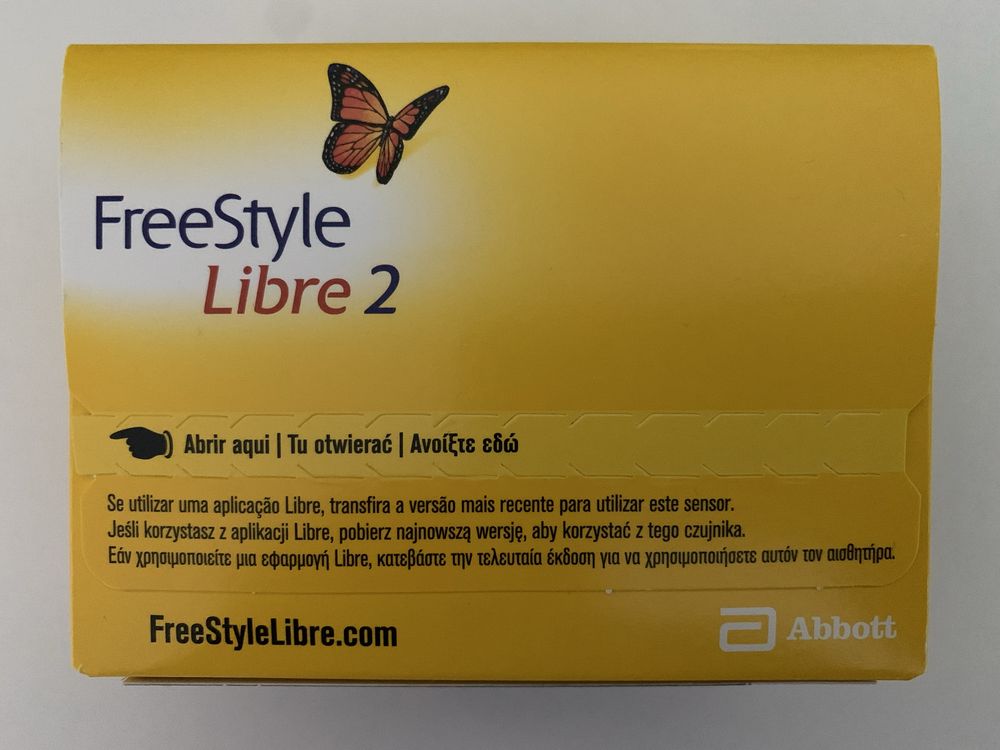 FreeStyle
Libre 2
Abrir aqui | Tu otwierać | Ανοίξτε εδώ
Se utilizar uma aplicação Libre, transfira a versão mais recente para utilizar este sensor.
Jeśli korzystasz z aplikacji Libre, pobierz najnowszą wersję, aby korzystać z tego czujnika.
Εάν χρησιμοποιείτε μια εφαρμογή Libre, κατεβάστε την τελευταία έκδοση για να χρησιμοποιήσετε αυτόν τον αισθητήρα.
FreeStyleLibre.com
Abbott